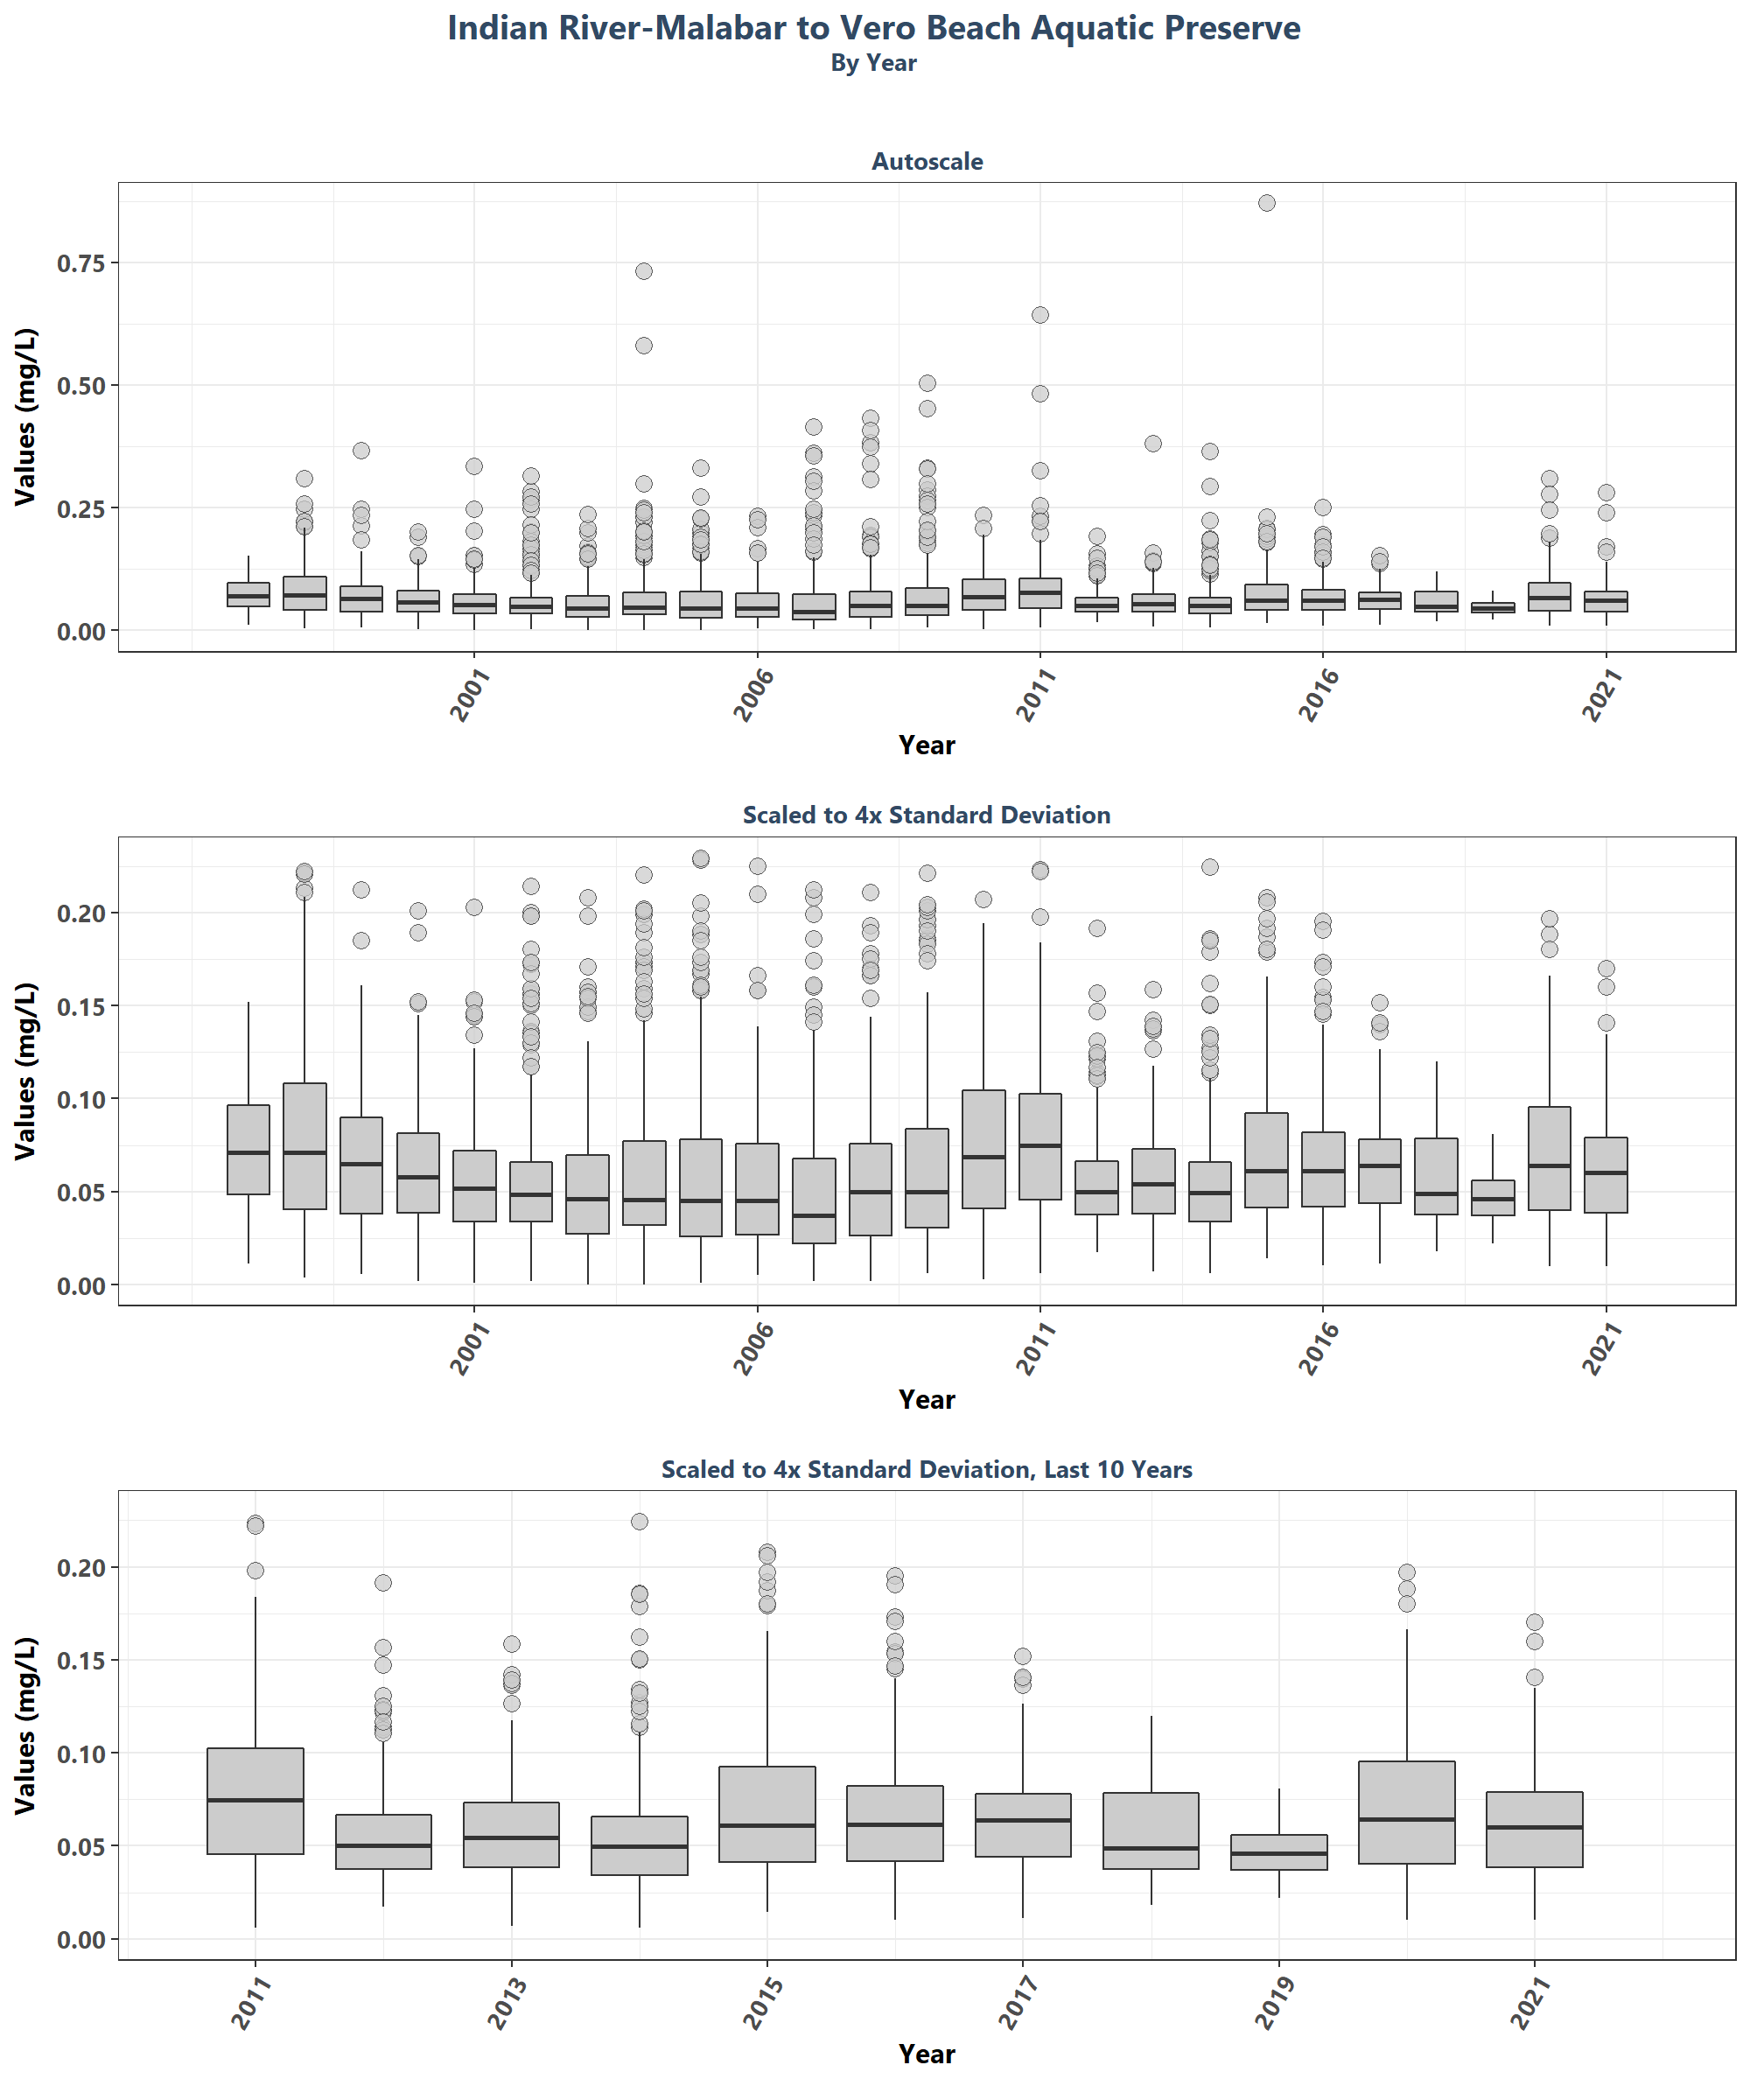 Indian River-Malabar to Vero Beach Aquatic Preserve
By Year
Autoscale
Values (mg/L)
0.75
0.50
0.25
0.00
2001 2006 2011 2016 2021
Year
Scaled to 4x Standard Deviation
Values (mg/L)
0.20
0.15
0.10
0.05
0.00
2001 2006 2011 2016 2021
Year
Scaled to 4x Standard Deviation, Last 10 Years
Values (mg/L)
0.20
0.15
0.10
0.05
0.00
2011 2013 2015 2017 2019 2021
Year